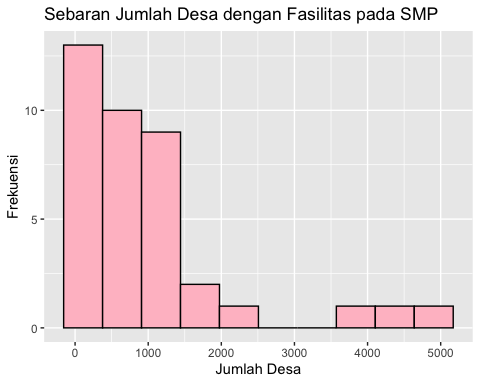 Sebaran Jumlah Desa dengan Fasilitas pada SMP
Frekuensi
10
5
0
0 1000 2000 3000 4000 5000
Jumlah Desa